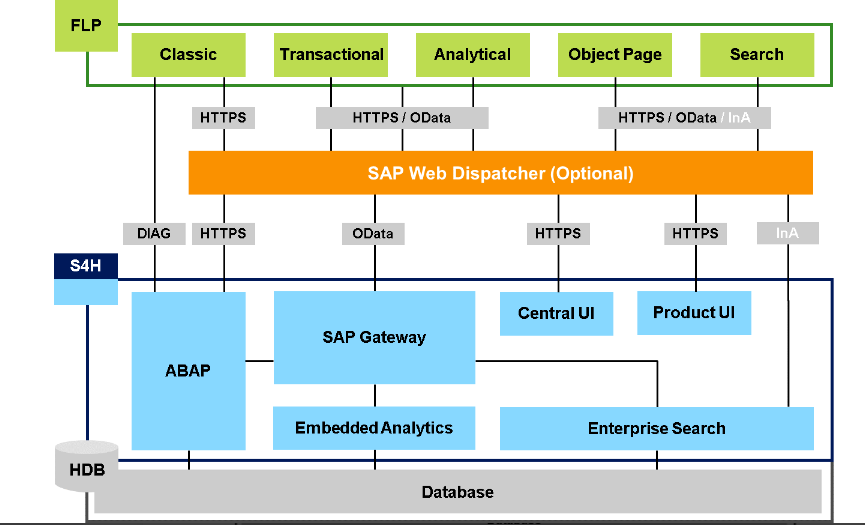 FLP
Classic
Transactional
Analytical
Object Page
Search
HTTPS
HTTPS / OData
HTTPS / OData / InA
SAP Web Dispatcher (Optional)
DIAG
HTTPS
OData
HTTPS
HTTPS
InA
S4H
ABAP
SAP Gateway
Central UI
Product UI
Embedded Analytics
Enterprise Search
HDB
Database